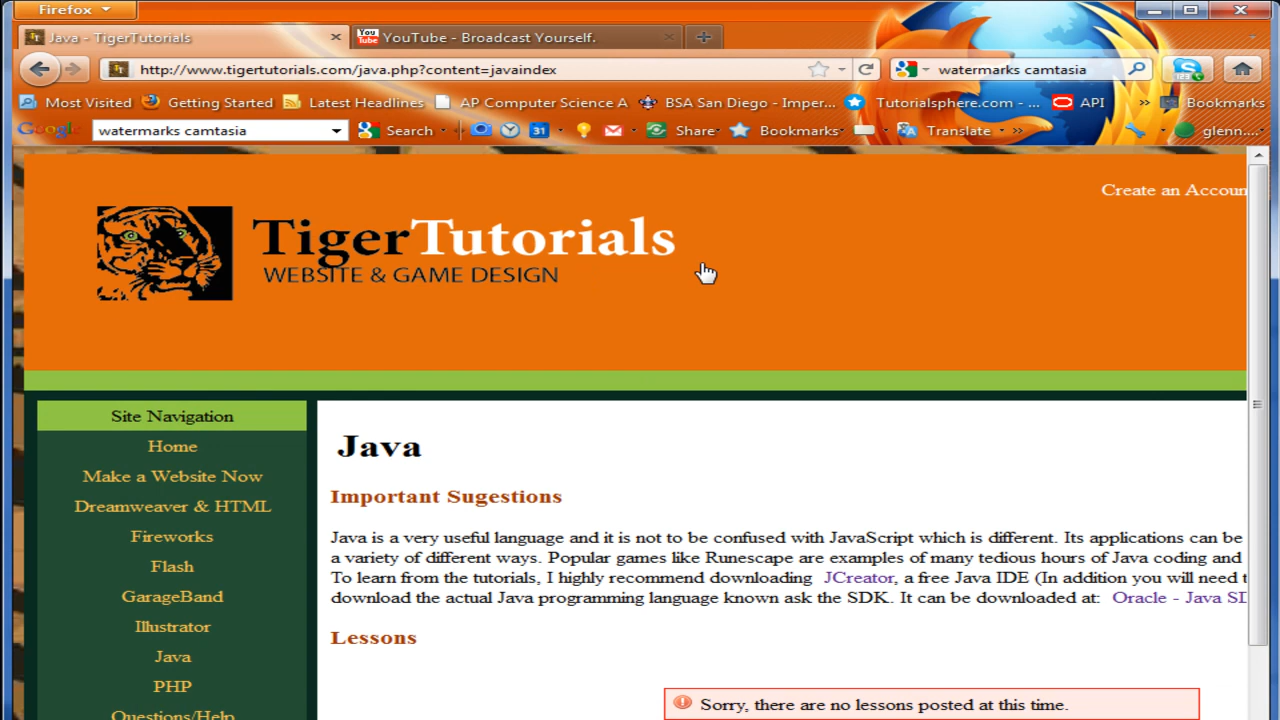 Firefox
Java - TigerTutorials
You Tube YouTube - Broadcast Yourself.
JT http://www.tigertutorials.com/java.php?content=javaindex
watermarks camtasia
123
Most Visited Getting Started Latest Headlines AP Computer Science A BSA San Diego - Imper... Tutorialsphere.com - ... API » Bookmarks
Google watermarks camtasia Search 31 Share Bookmarks Translate » glenn....
Create an Accoun
TigerTutorials
WEBSITE & GAME DESIGN
Site Navigation
Home
Make a Website Now
Dreamweaver & HTML
Fireworks
Flash
GarageBand
Illustrator
Java
PHP
Questions/Help
Java
Important Sugestions
Java is a very useful language and it is not to be confused with JavaScript which is different. Its applications can be
a variety of different ways. Popular games like Runescape are examples of many tedious hours of Java coding and
To learn from the tutorials, I highly recommend downloading JCreator, a free Java IDE (In addition you will need t
download the actual Java programming language known ask the SDK. It can be downloaded at: Oracle - Java SD
Lessons
Sorry, there are no lessons posted at this time.